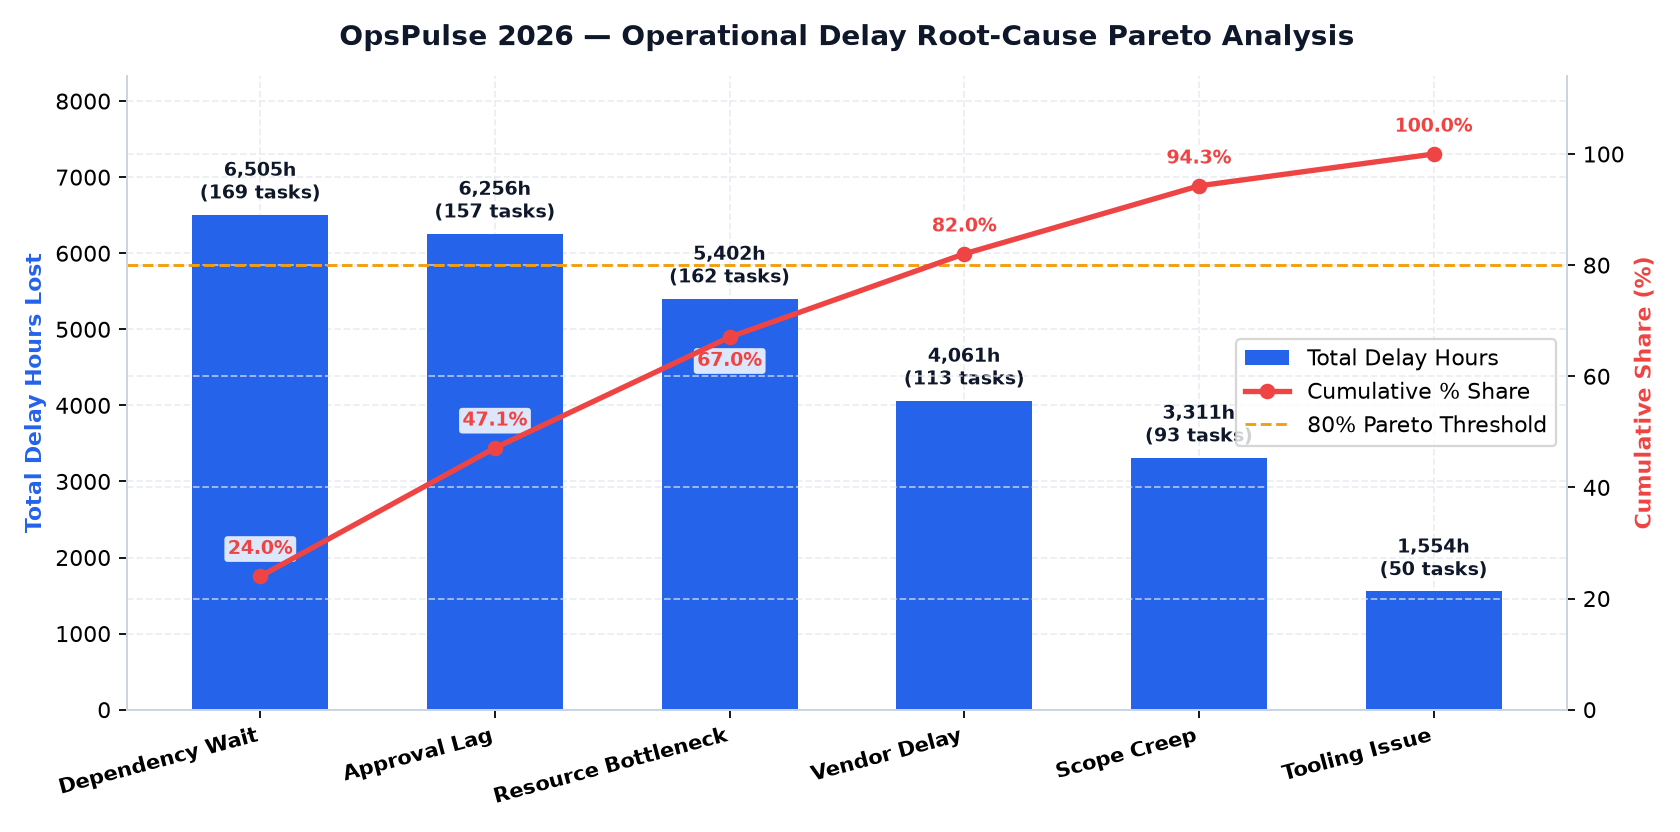 OpsPulse 2026 — Operational Delay Root-Cause Pareto Analysis
Total Delay Hours Lost
8000
7000
6000
5000
4000
3000
2000
1000
0
6,505h
(169 tasks)
6,256h
(157 tasks)
5,402h
(162 tasks)
4,061h
(113 tasks)
3,311h
(93 tasks)
1,554h
(50 tasks)
24.0%
47.1%
67.0%
82.0%
94.3%
100.0%
Total Delay Hours
Cumulative % Share
80% Pareto Threshold
100
80
60
40
20
0
Cumulative Share (%)
Dependency Wait
Approval Lag
Resource Bottleneck
Vendor Delay
Scope Creep
Tooling Issue